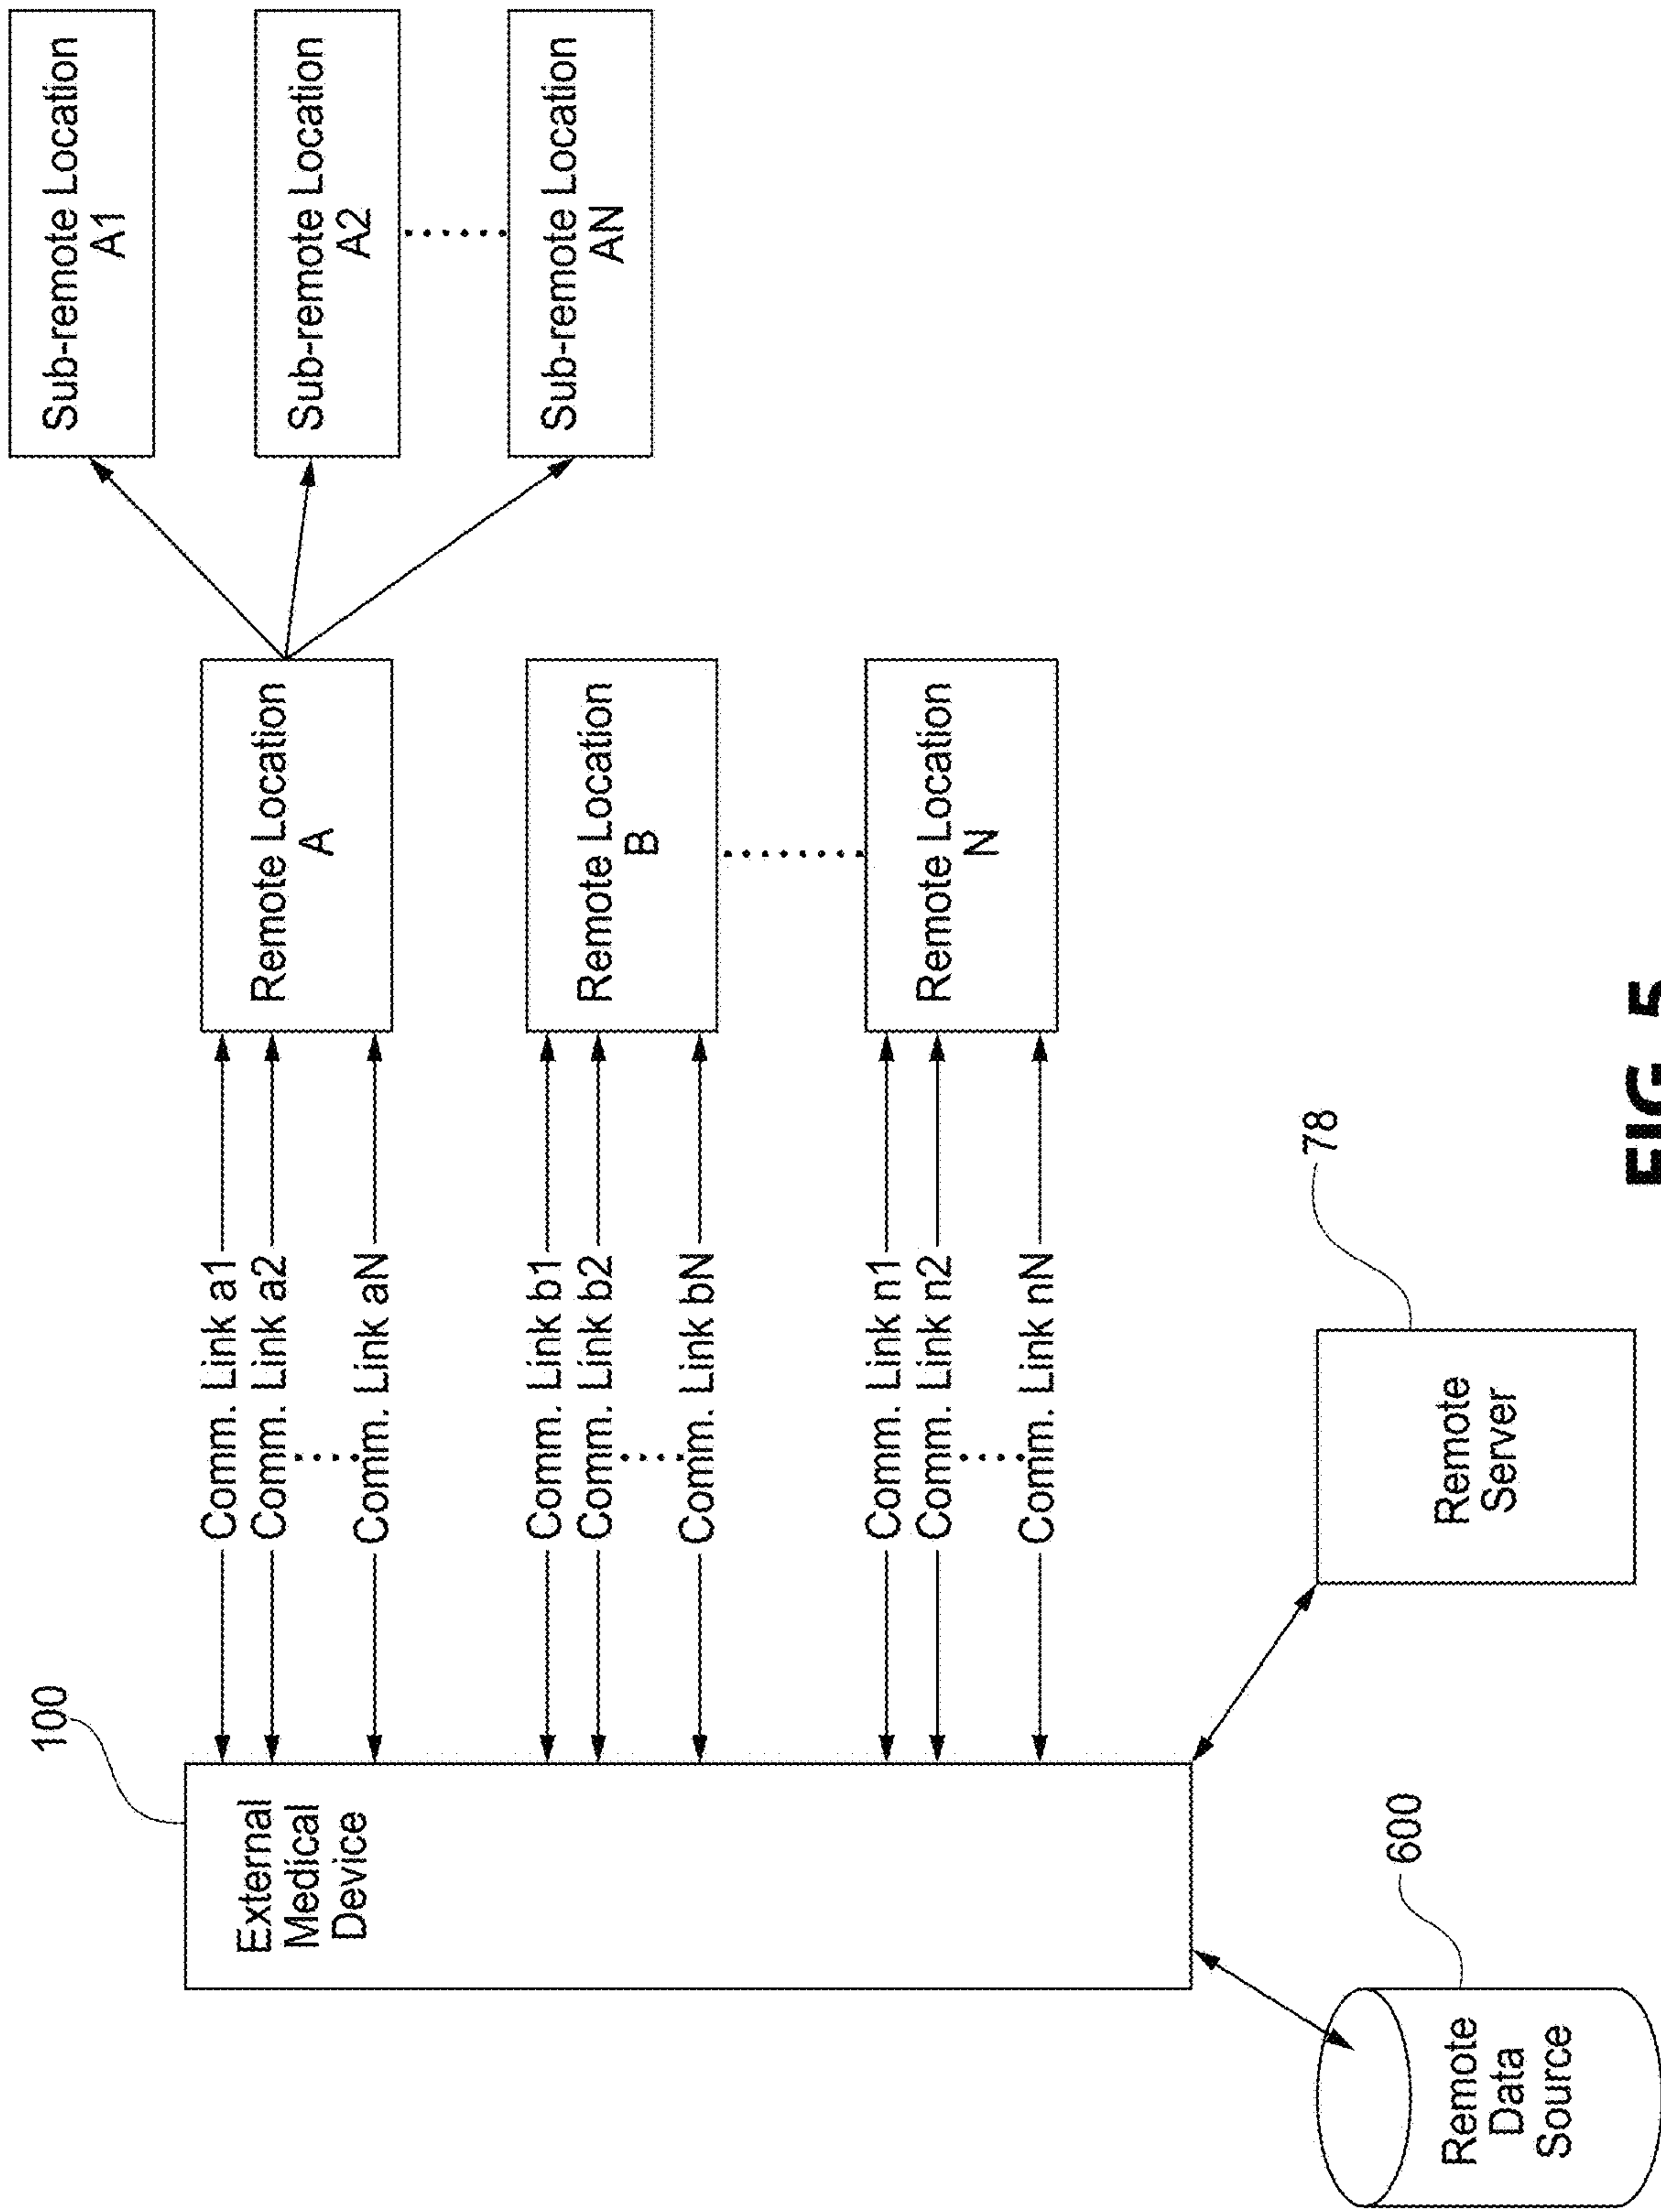 100
External
Medical
Device
Comm. Link a1
Comm. Link a2
Comm. Link aN
Comm. Link b1
Comm. Link b2
Comm. Link bN
Comm. Link n1
Comm. Link n2
Comm. Link nN
Remote Location
A
Remote Location
B
Remote Location
N
Sub-remote Location
A1
Sub-remote Location
A2
Sub-remote Location
AN
600
Remote
Data
Source
78
Remote
Server
FIG. 5